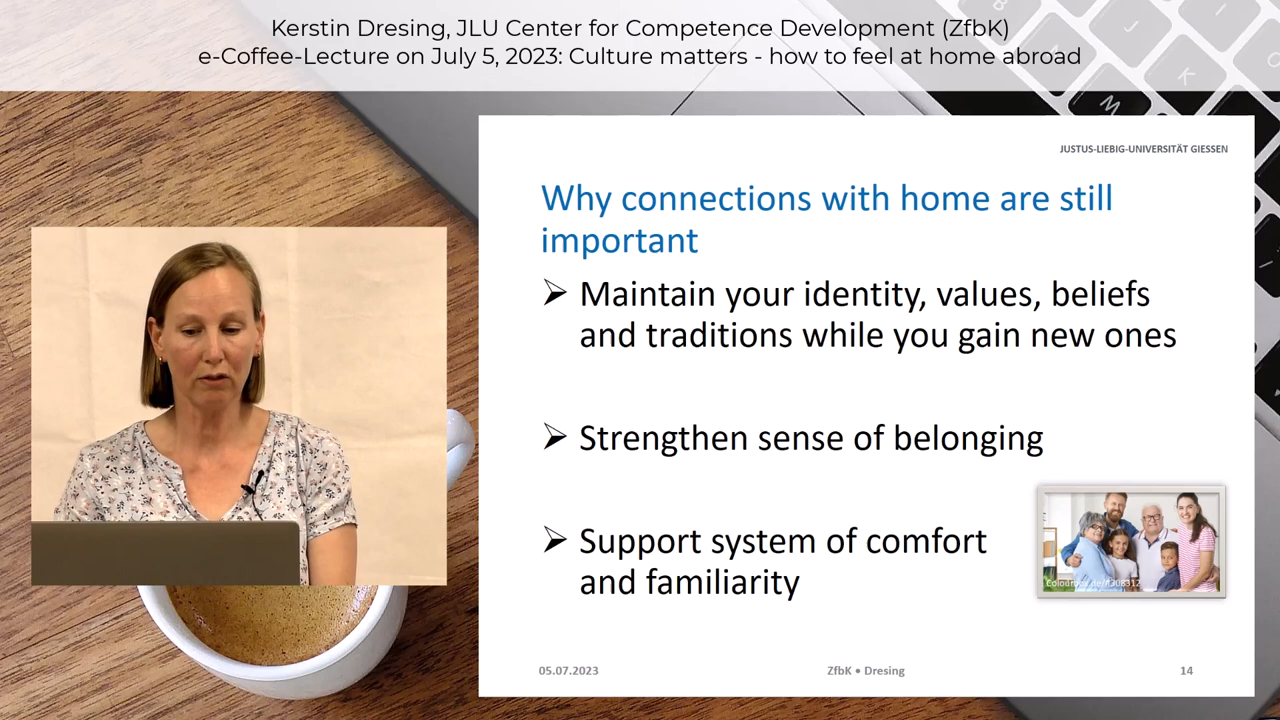 Kerstin Dresing, JLU Center for Competence Development (ZfbK)
e-Coffee-Lecture on July 5, 2023: Culture matters - how to feel at home abroad
JUSTUS-LIEBIG-UNIVERSITÄT GIESSEN
Why connections with home are still
important
➢ Maintain your identity, values, beliefs
and traditions while you gain new ones
➢ Strengthen sense of belonging
➢ Support system of comfort
and familiarity
05.07.2023
ZfbK • Dresing
14
B
J
I
K
M